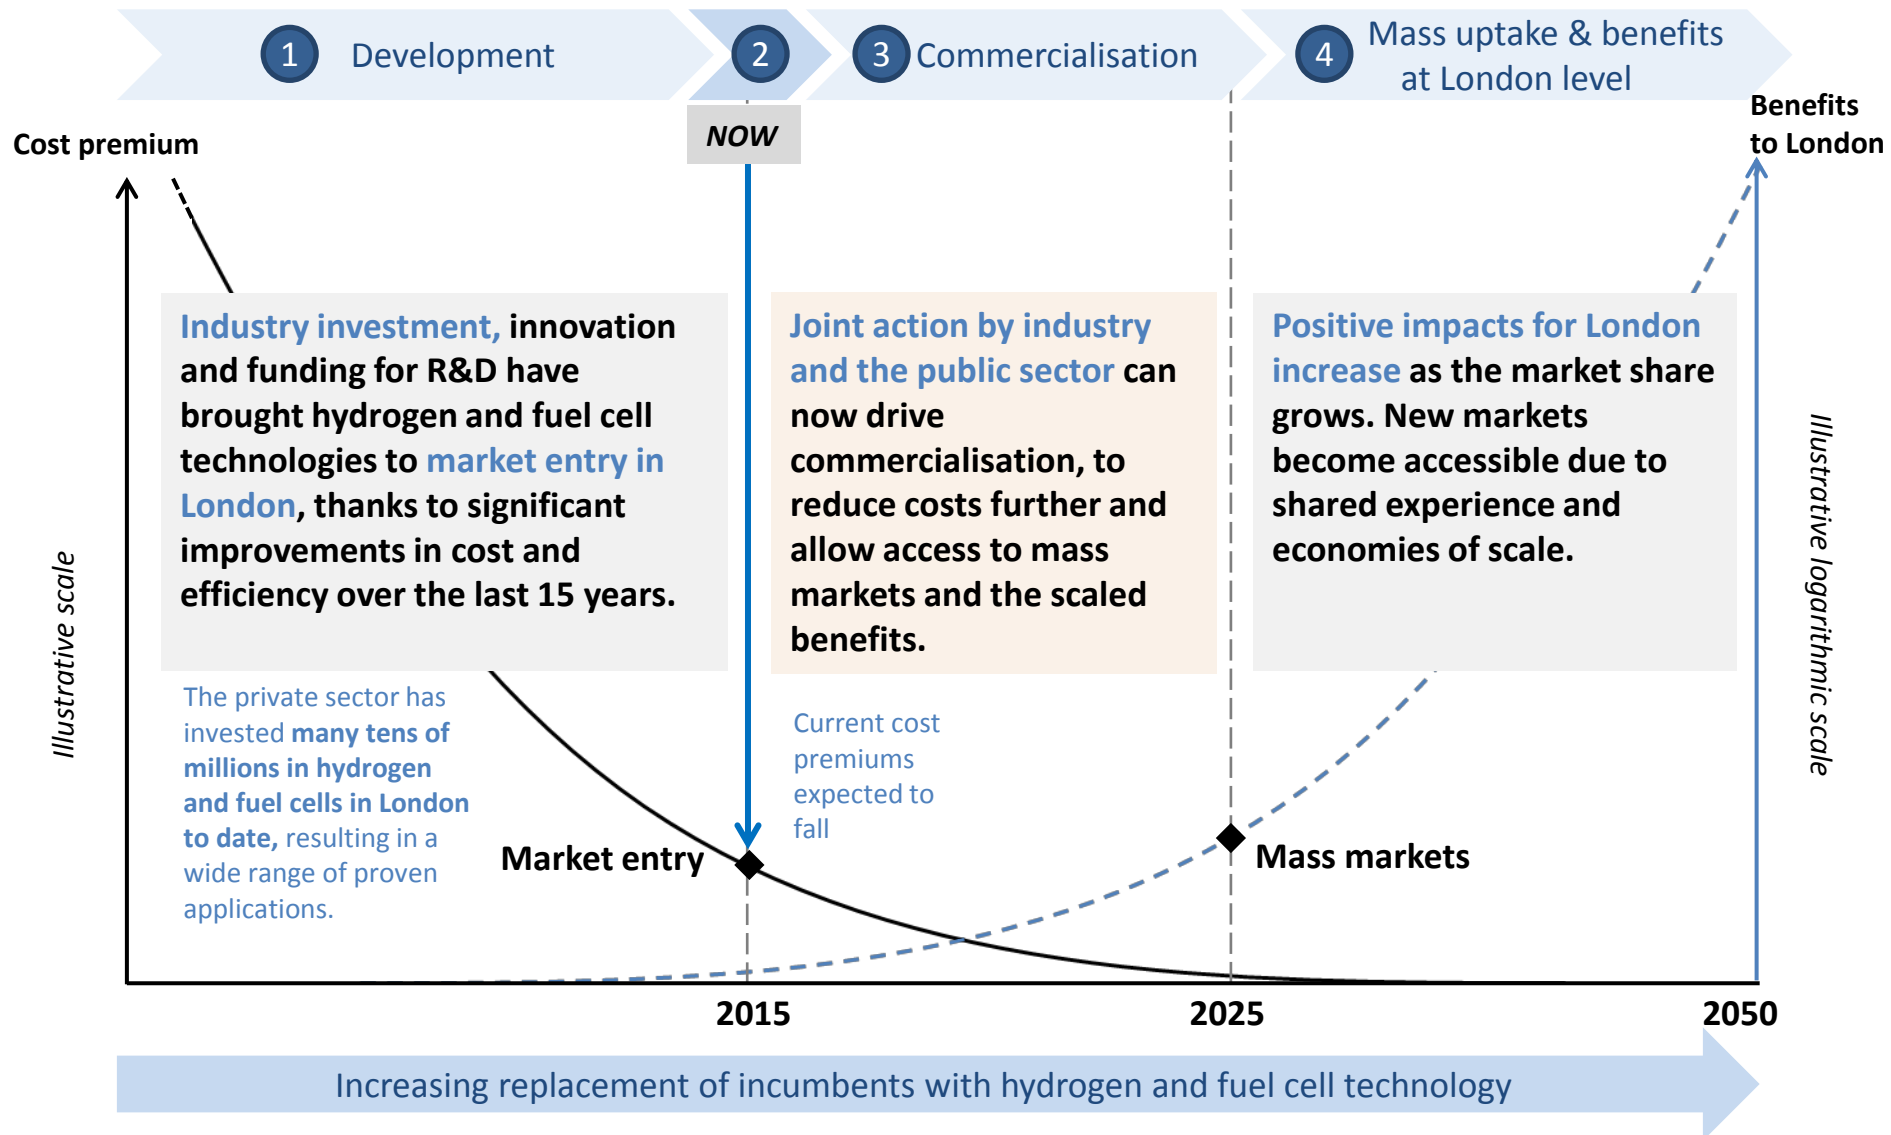 1 Development
2
3 Commercialisation
4 Mass uptake & benefits
at London level
Cost premium
NOW
Benefits
to London
Industry investment, innovation
and funding for R&D have
brought hydrogen and fuel cell
technologies to market entry in
London, thanks to significant
improvements in cost and
efficiency over the last 15 years.
Joint action by industry
and the public sector can
now drive
commercialisation, to
reduce costs further and
allow access to mass
markets and the scaled
benefits.
Positive impacts for London
increase as the market share
grows. New markets
become accessible due to
shared experience and
economies of scale.
Illustrative scale
Illustrative logarithmic scale
The private sector has
invested many tens of
millions in hydrogen
and fuel cells in London
to date, resulting in a
wide range of proven
applications.
Current cost
premiums
expected to
fall
Market entry
Mass markets
2015
2025
2050
Increasing replacement of incumbents with hydrogen and fuel cell technology